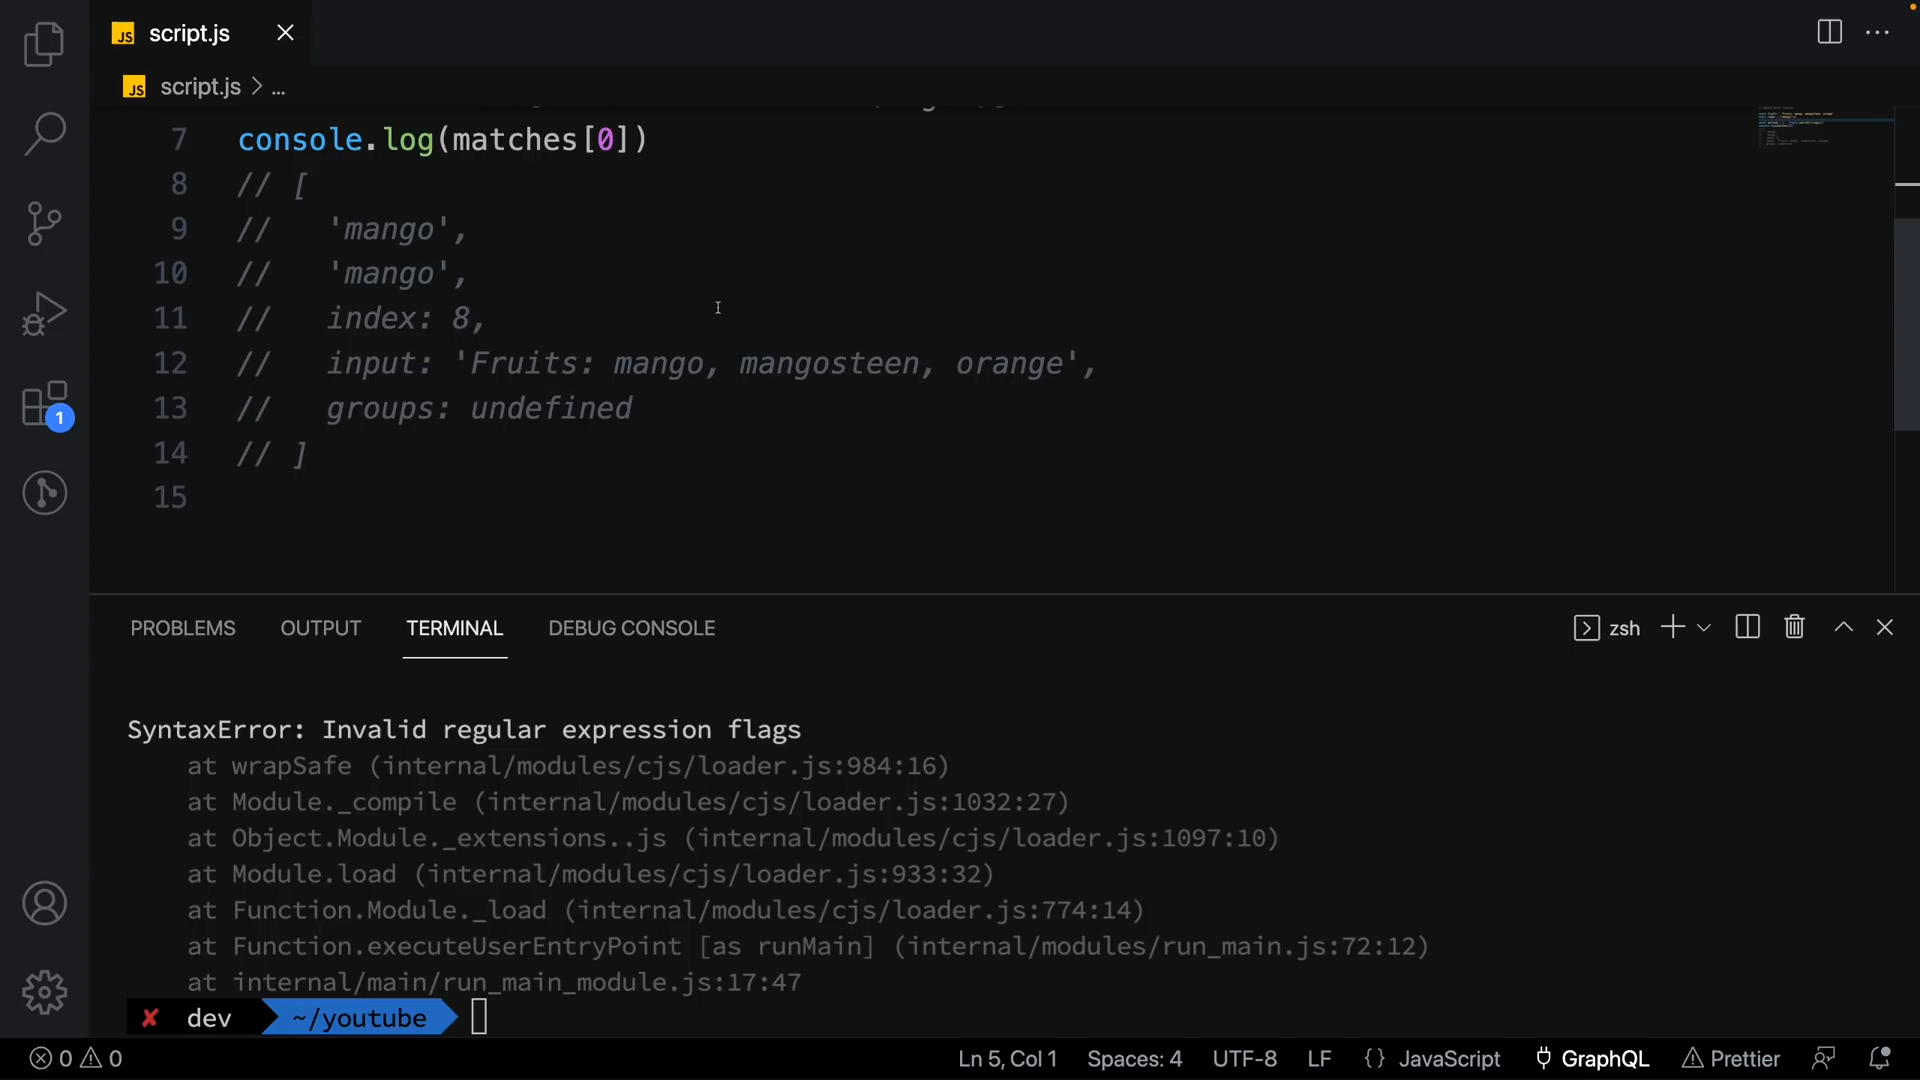 JS script.js
JS script.js > ...
7 console.log(matches[0])
8 // [
9 //   'mango',
10 //   'mango',
11 //   index: 8,
12 //   input: 'Fruits: mango, mangosteen, orange',
13 //   groups: undefined
14 // ]
15
1
PROBLEMS OUTPUT TERMINAL DEBUG CONSOLE zsh
SyntaxError: Invalid regular expression flags
at wrapSafe (internal/modules/cjs/loader.js:984:16)
at Module._compile (internal/modules/cjs/loader.js:1032:27)
at Object.Module._extensions..js (internal/modules/cjs/loader.js:1097:10)
at Module.load (internal/modules/cjs/loader.js:933:32)
at Function.Module._load (internal/modules/cjs/loader.js:774:14)
at Function.executeUserEntryPoint [as runMain] (internal/modules/run_main.js:72:12)
at internal/main/run_main_module.js:17:47
✘ dev ~/youtube
0 0 Ln 5, Col 1 Spaces: 4 UTF-8 LF {} JavaScript GraphQL Prettier